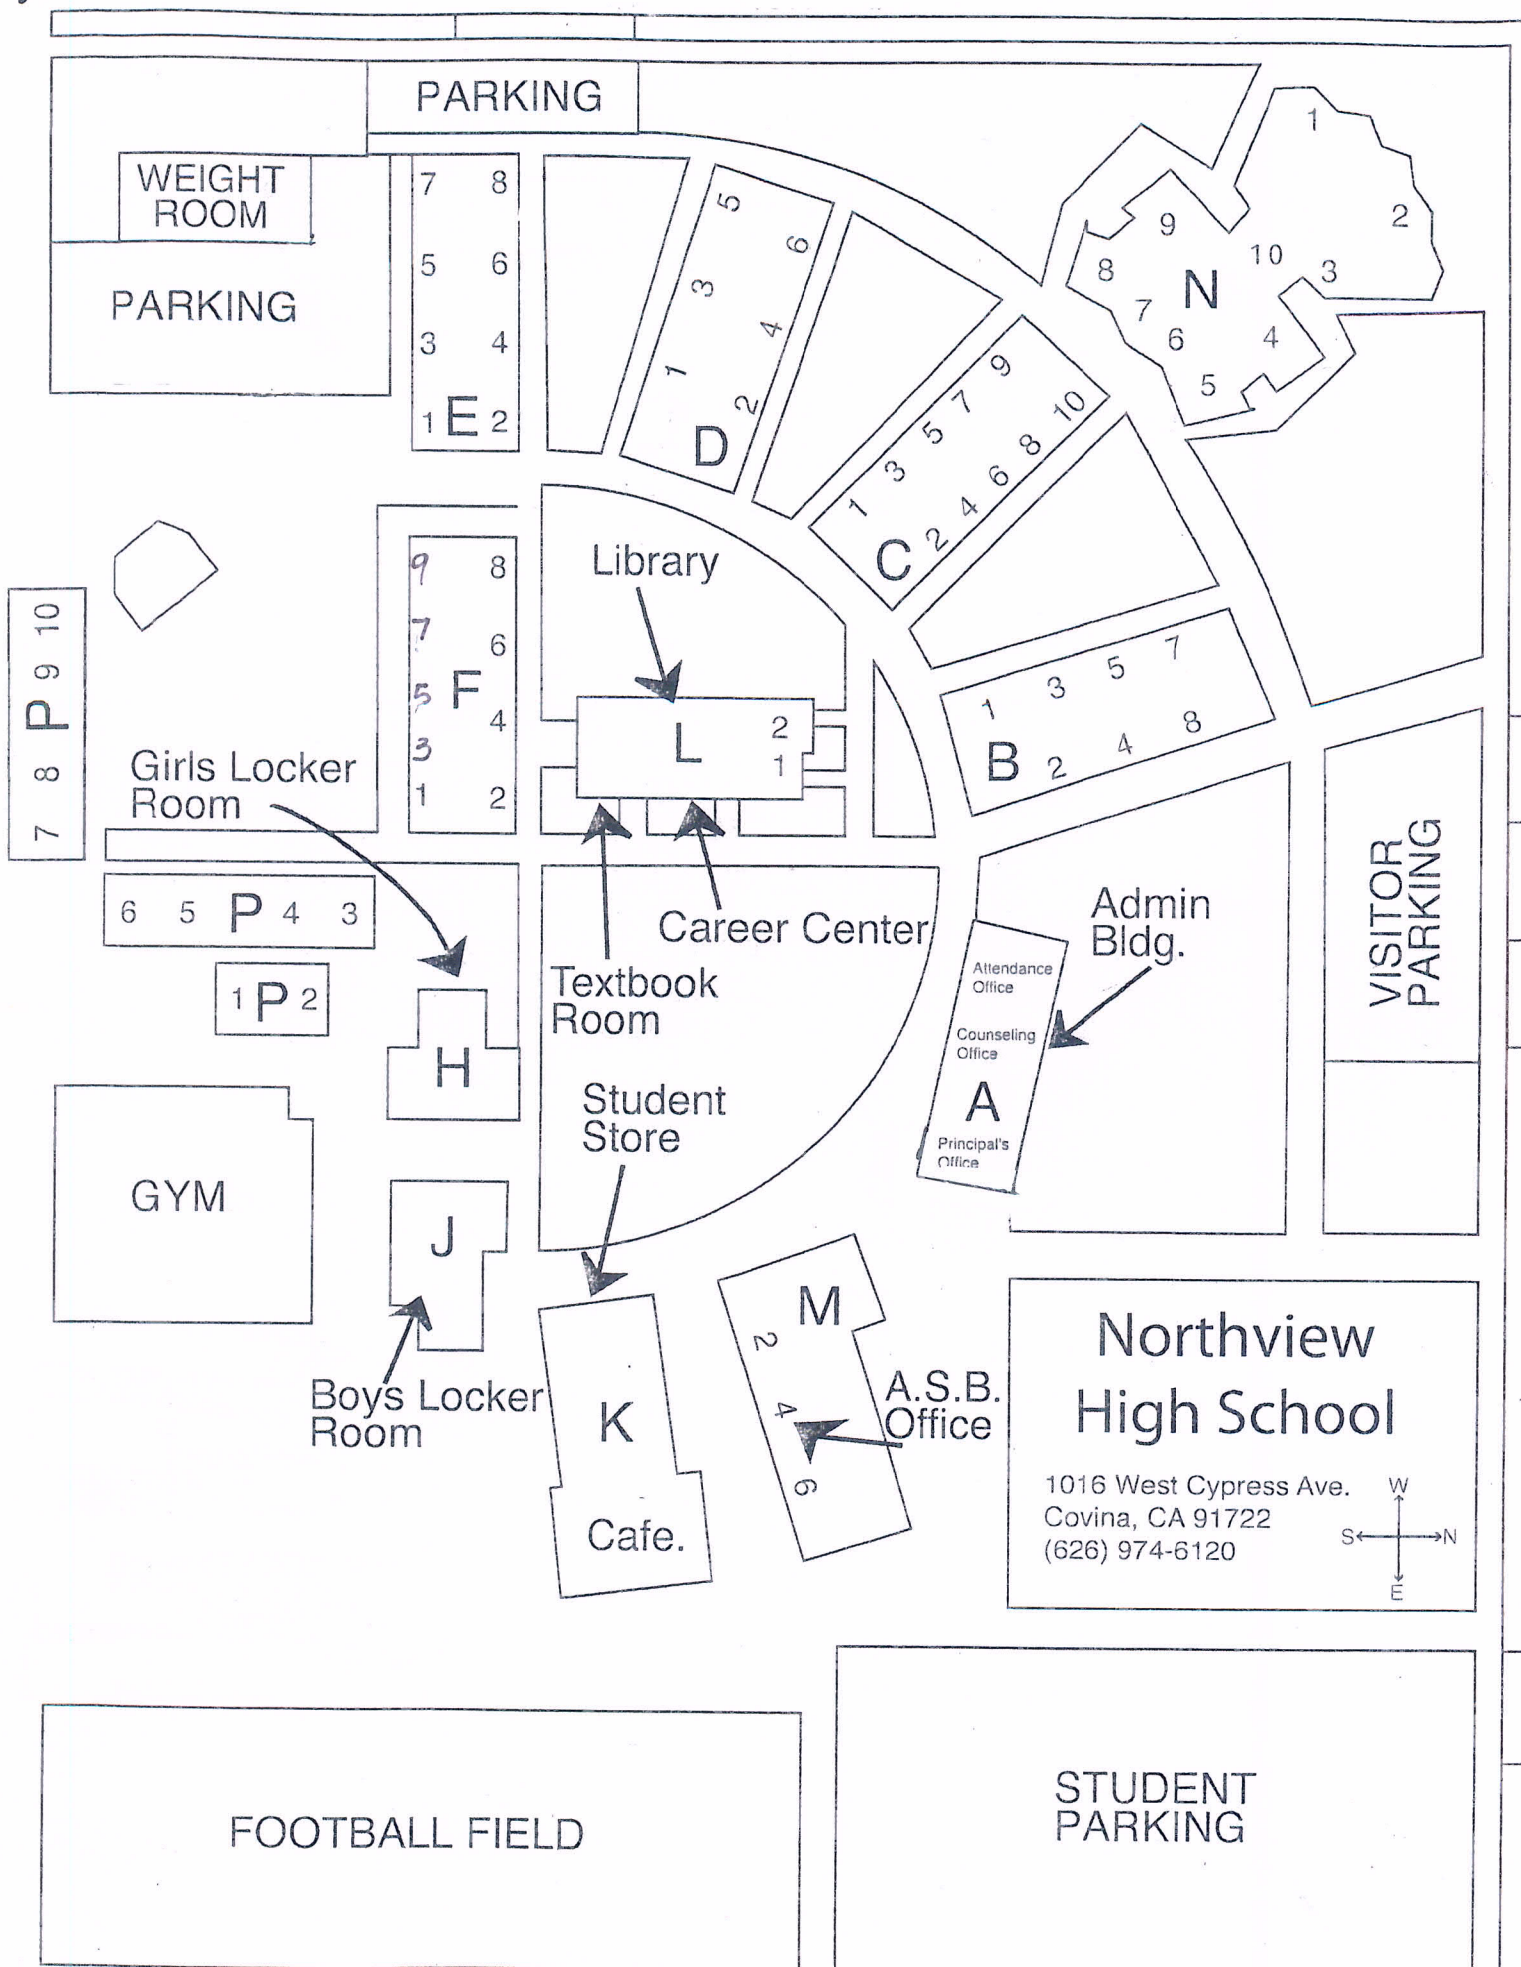 PARKING
WEIGHT
ROOM
PARKING
7 8
5 6
3 4
1 E 2
5
6
3
4
1
2
D
9
7
10
5
8
3
6
1
4
2
C
1
2
9
10
3
8
N
7
6
4
5
Library
9 8
7 6
5 F
4
3
1 2
10
9
P
8
7
L
2
1
7
5
3
1
8
4
B
2
Girls Locker
Room
6 5 P 4 3
1 P 2
Career Center
Textbook
Room
Admin
Bldg.
Attendance
Office
Counseling
Office
A
Principal's
Office
VISITOR
PARKING
H
Student
Store
GYM
J
Boys Locker
Room
K
Cafe.
M
2
4
6
A.S.B.
Office
Northview
High School
1016 West Cypress Ave.
Covina, CA 91722
(626) 974-6120
W
S N
E
FOOTBALL FIELD
STUDENT
PARKING